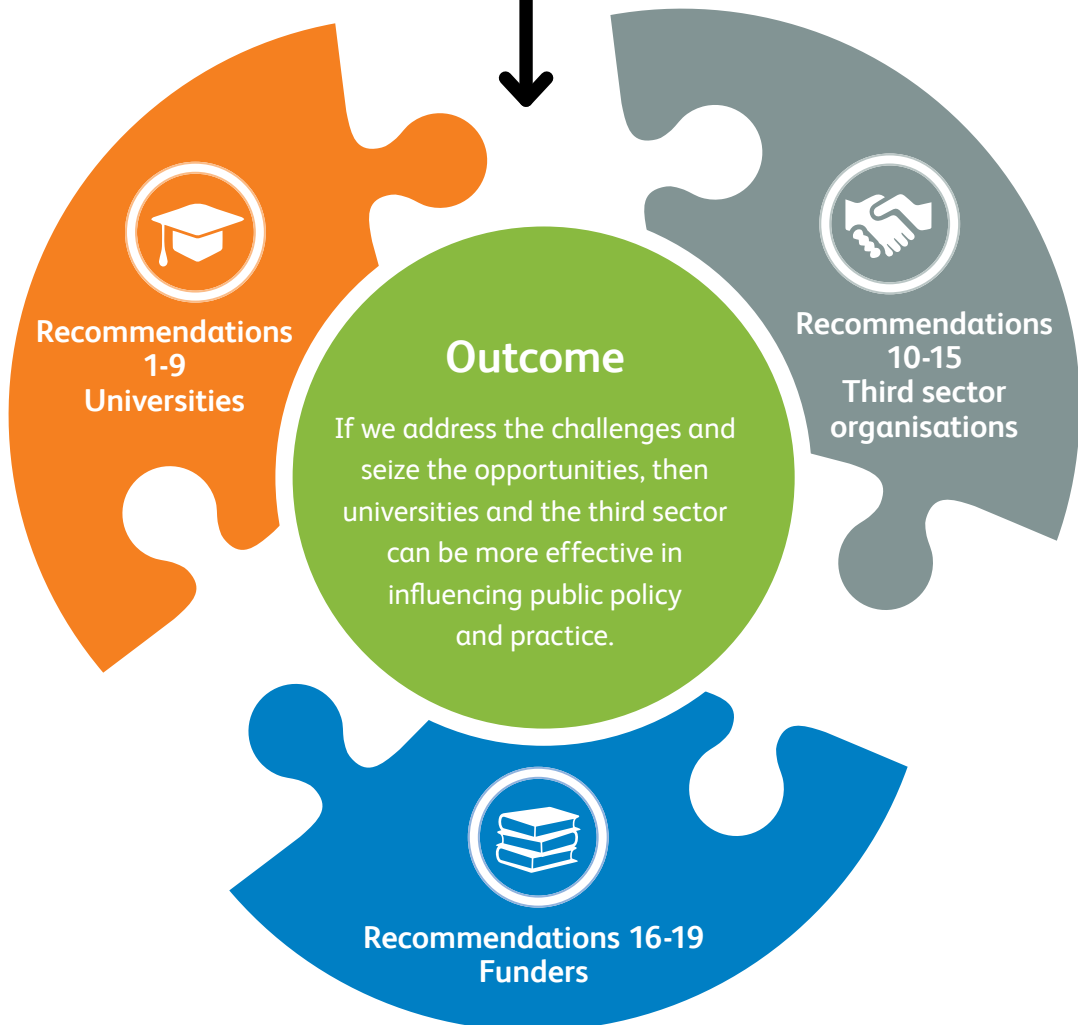 Recommendations
1-9
Universities
Recommendations
10-15
Third sector
organisations
Outcome
If we address the challenges and
seize the opportunities, then
universities and the third sector
can be more effective in
influencing public policy
and practice.
Recommendations 16-19
Funders